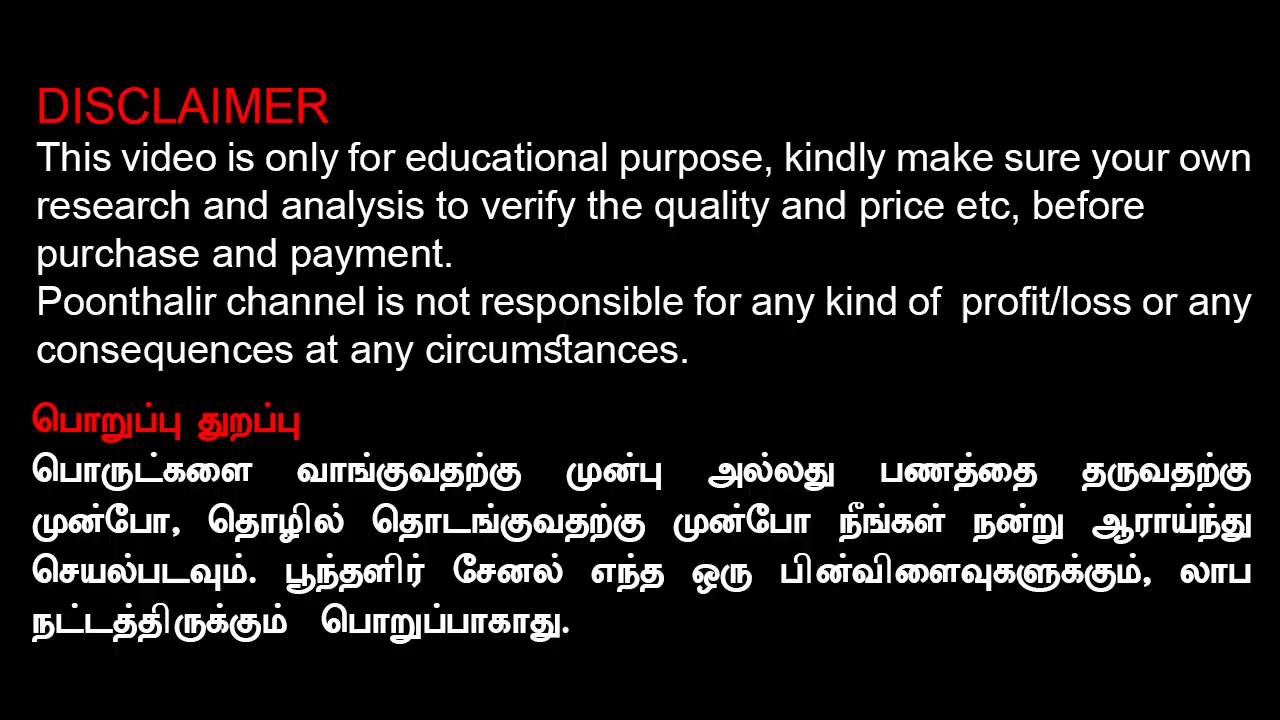 DISCLAIMER
This video is only for educational purpose, kindly make sure your own
research and analysis to verify the quality and price etc, before
purchase and payment.
Poonthalir channel is not responsible for any kind of  profit/loss or any
consequences at any circumstances.
பொறுப்பு துறப்பு
பொருட்களை வாங்குவதற்கு முன்பு அல்லது பணத்தை தருவதற்கு
முன்போ, தொழில் தொடங்குவதற்கு முன்போ நீங்கள் நன்று ஆராய்ந்து
செயல்படவும். பூந்தளிர் சேனல் எந்த ஒரு பின்விளைவுகளுக்கும், லாப
நட்டத்திருக்கும் பொறுப்பாகாது.